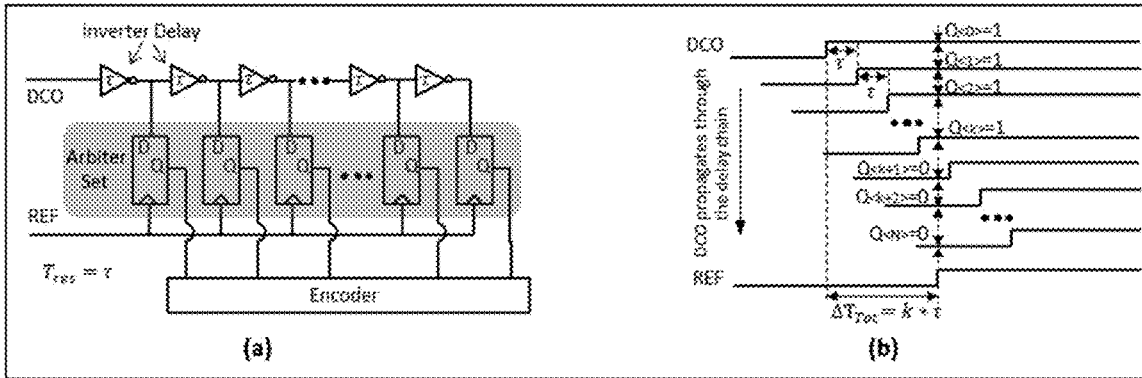 Inverter Delay
τ τ τ τ τ
DCO
D D D D D
Q Q Q Q Q
Arbiter
Set
REF
T_res = τ
Encoder
(a)
Q<0>=1
DCO
τ
Q<1>=1
τ
Q<2>=1
Q<k>=1
Q<k+1>=0
Q<k+2>=0
Q<N>=0
DCO propagates through
the delay chain
REF
ΔT_Tot = k * τ
(b)